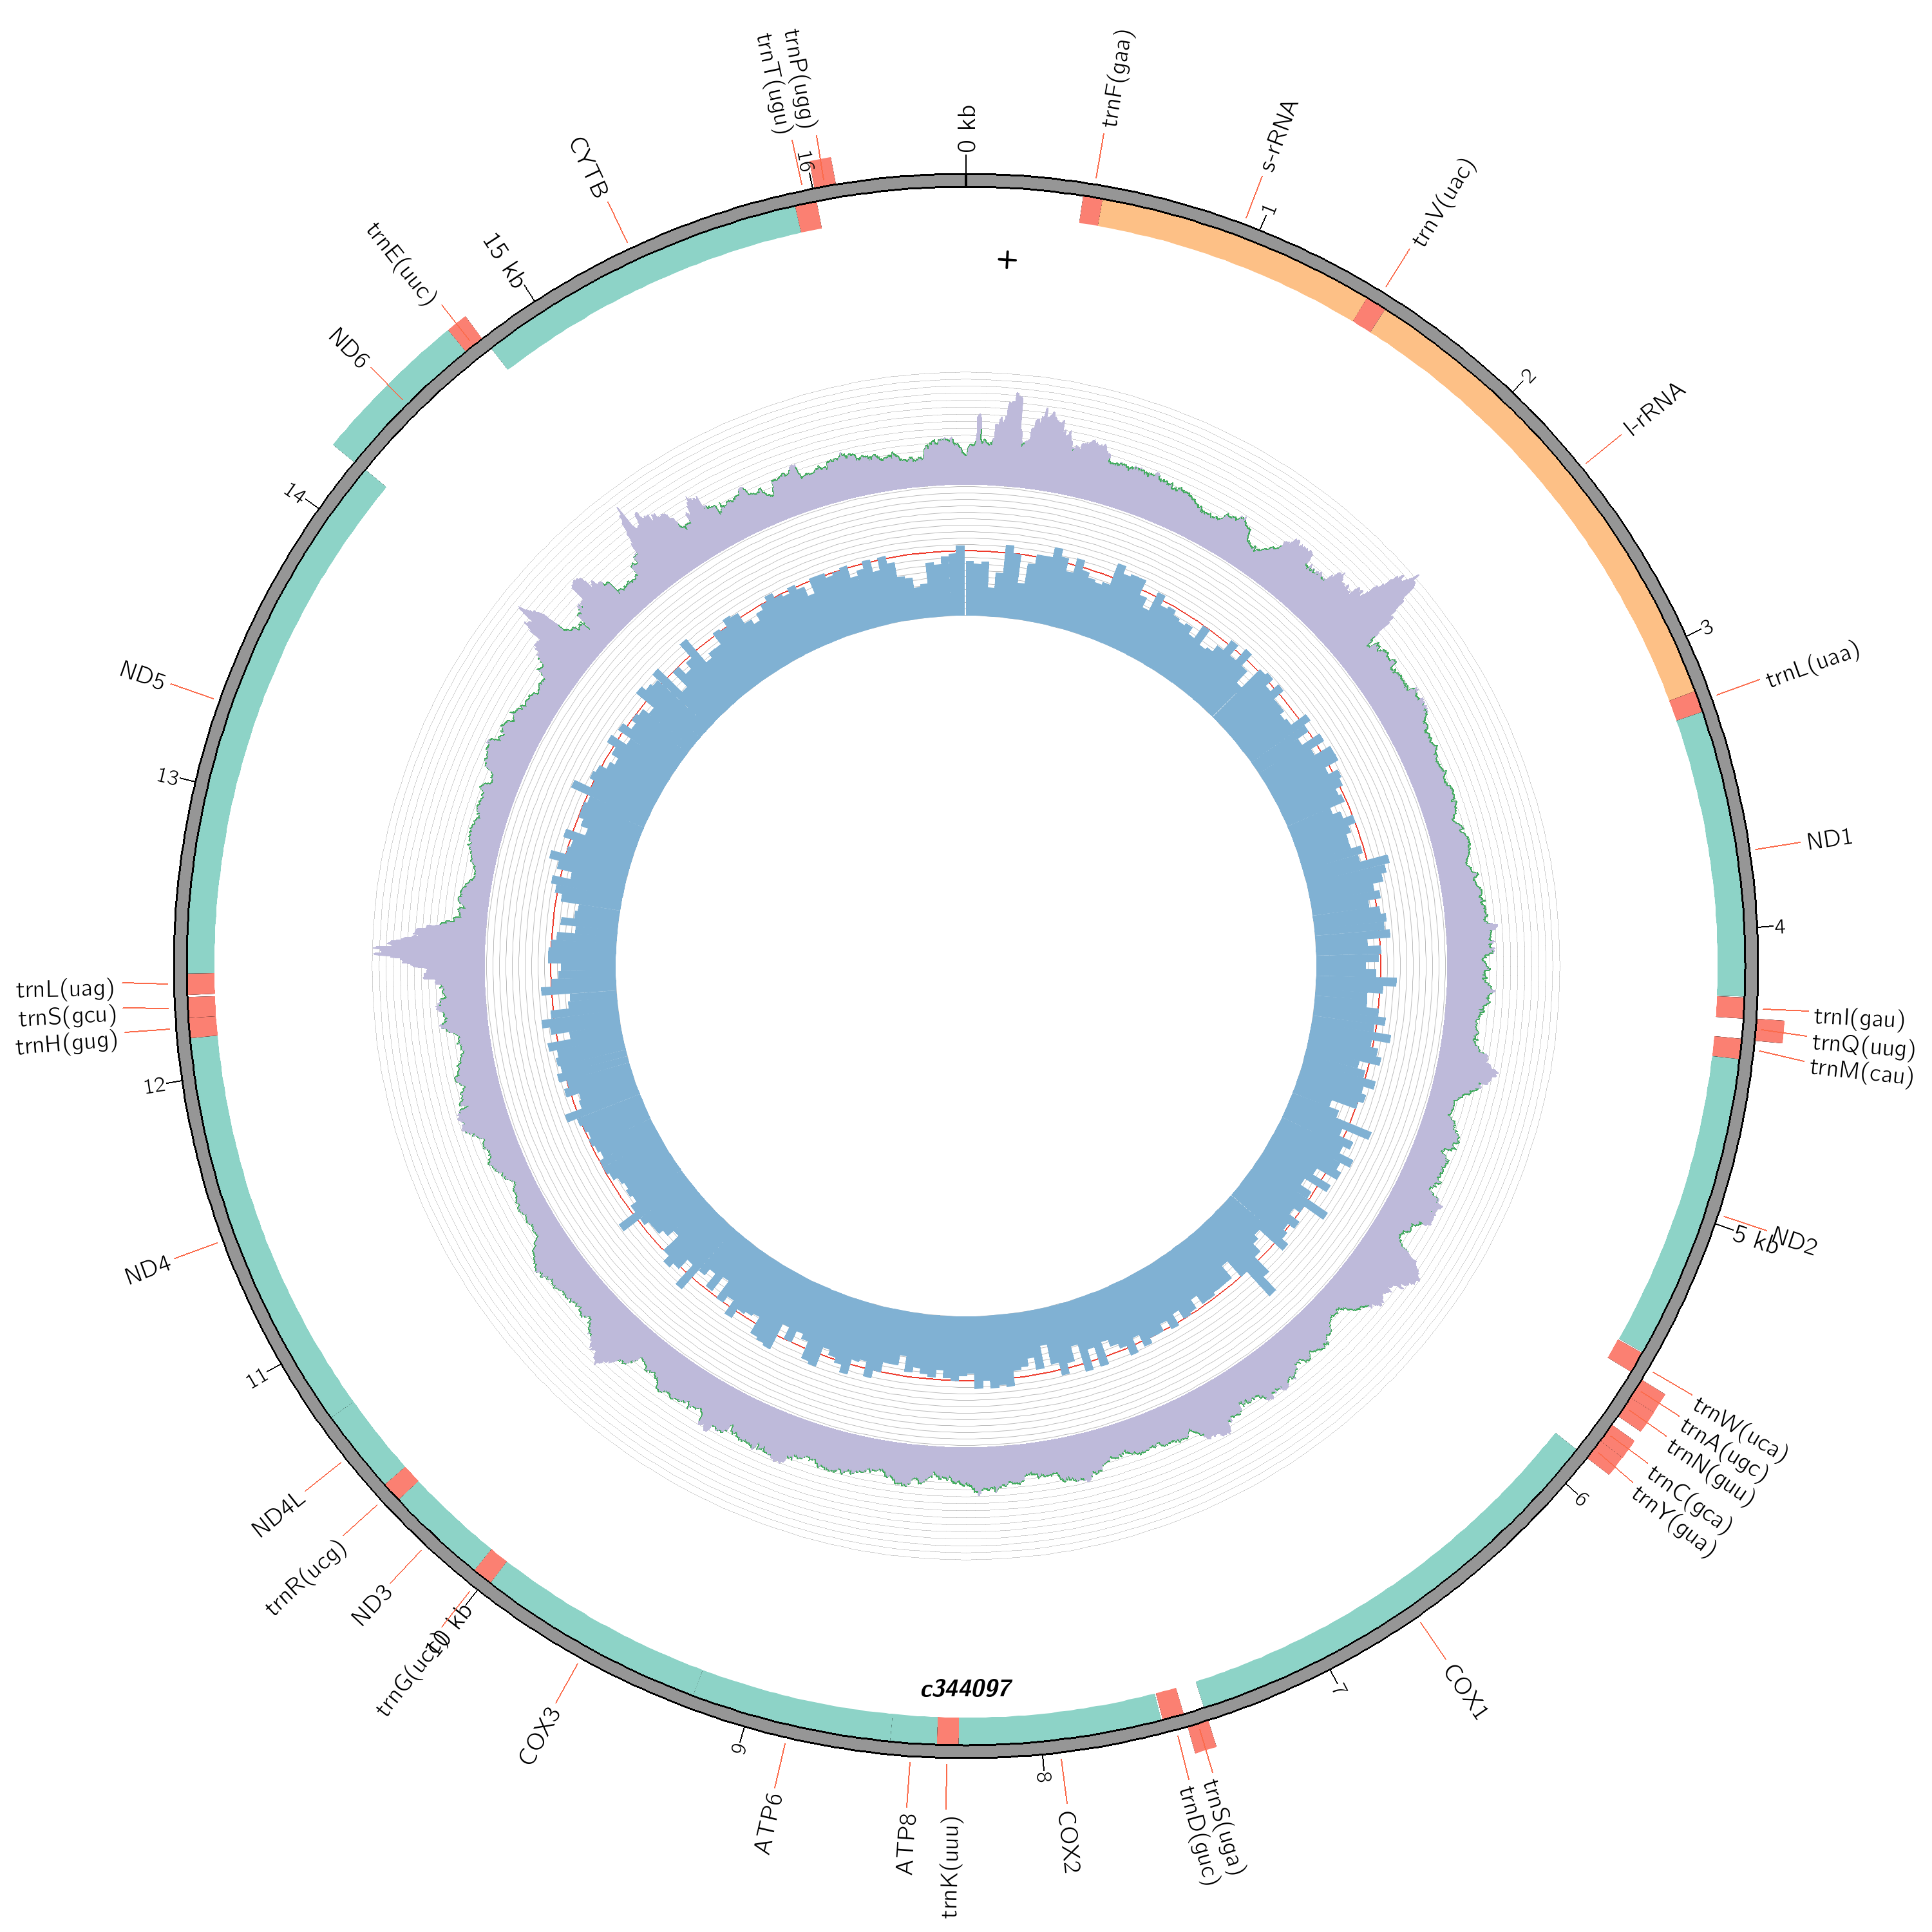 0 kb
trnF(gaa)
s-rRNA
1
trnV(uac)
2
l-rRNA
3
trnL(uaa)
ND1
4
trnI(gau)
trnQ(uug)
trnM(cau)
5 kb
ND2
trnW(uca)
trnA(ugc)
trnN(guu)
trnC(gca)
trnY(gua)
6
COX1
7
trnS(uga)
trnD(guc)
COX2
8
trnK(uuu)
ATP8
ATP6
9
COX3
10 kb
trnG(ucc)
ND3
trnR(ucg)
ND4L
11
ND4
12
trnH(gug)
trnS(gcu)
trnL(uag)
13
ND5
14
ND6
trnE(uuc)
15 kb
CYTB
trnT(ugu)
trnP(ugg)
16
+
c344097